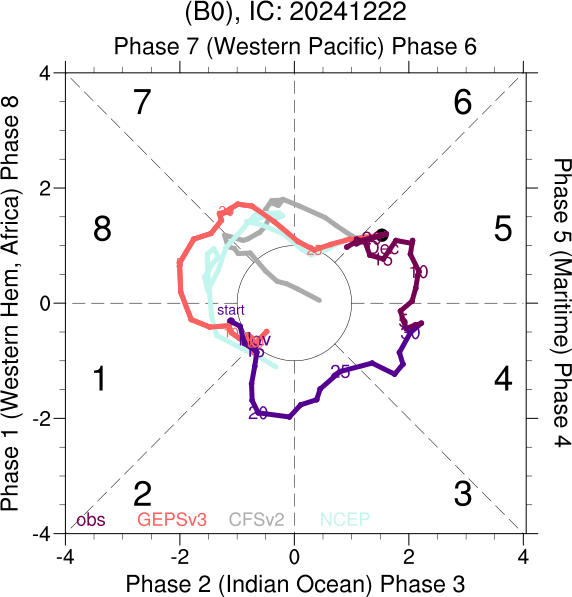 (B0), IC: 20241222
Phase 7 (Western Pacific) Phase 6
4
7
6
Phase 1 (Western Hem, Africa) Phase 8
Phase 5 (Maritime) Phase 4
2
8
5
25
Dec
15
10
0
start
5
30
Nov
15
25
1
4
-2
20
2
3
obs
GEPSv3
CFSv2
NCEP
-4
-4
-2
0
2
4
Phase 2 (Indian Ocean) Phase 3